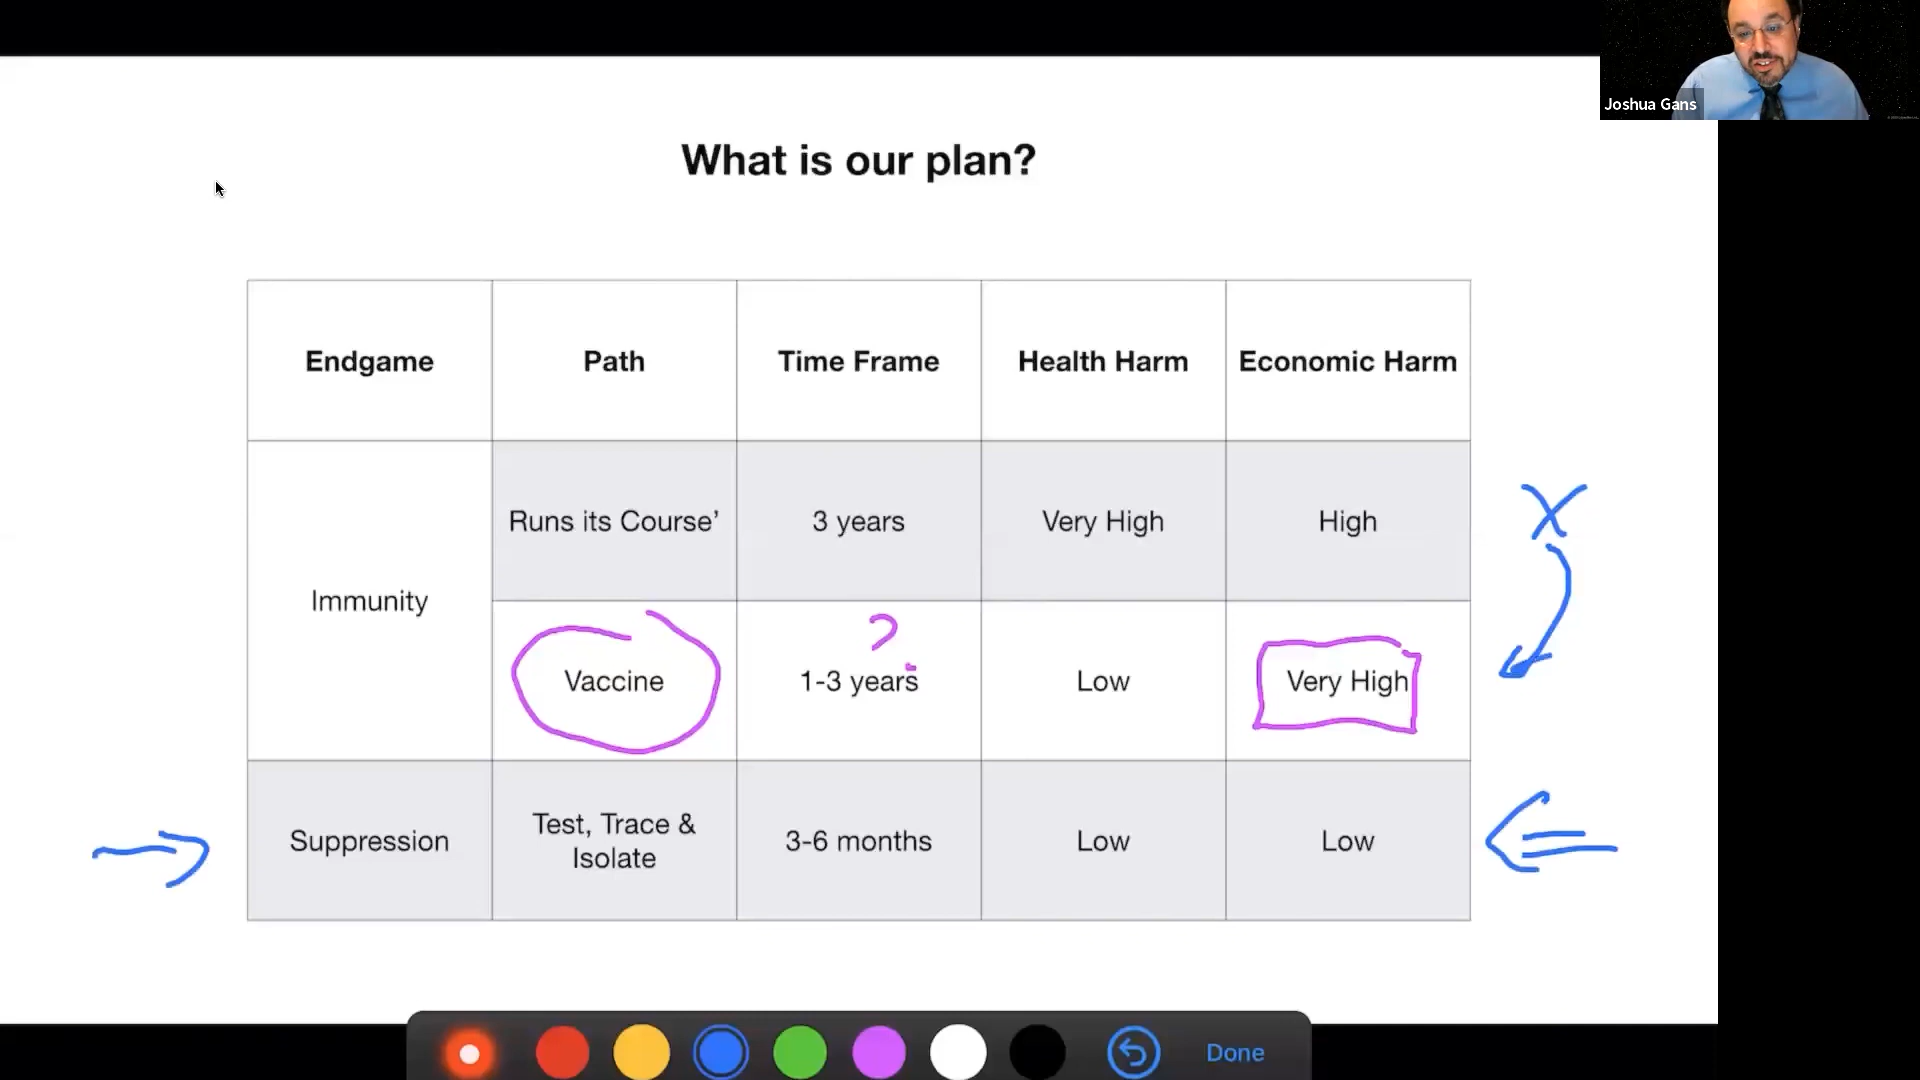 Joshua Gans
What is our plan?
Endgame
Path
Time Frame
Health Harm
Economic Harm
Immunity
Runs its Course’
3 years
Very High
High
X
Vaccine
?
1-3 years
Low
Very High
Suppression
Test, Trace &
Isolate
3-6 months
Low
Low
Done